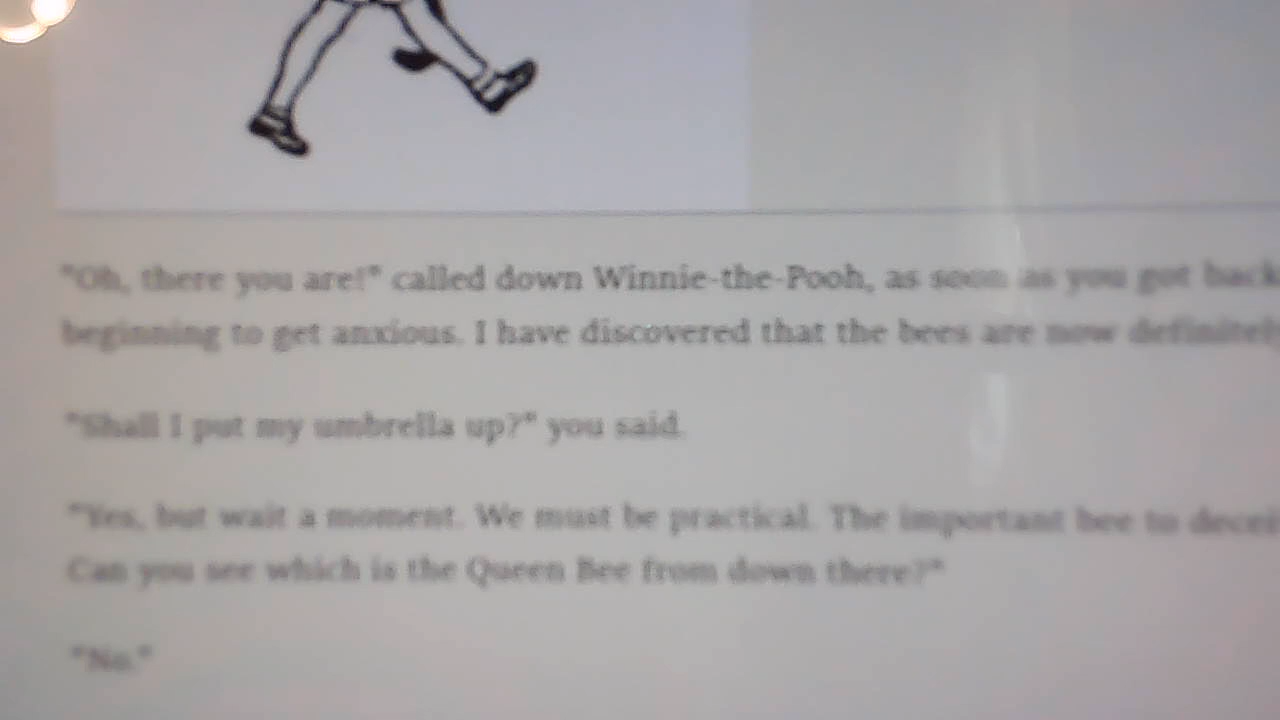 "Oh, there you are!" called down Winnie-the-Pooh, as soon as you got back
beginning to get anxious. I have discovered that the bees are now definitely
"Shall I put my umbrella up?" you said.
"Yes, but wait a moment. We must be practical. The important bee to decei
Can you see which is the Queen Bee from down there?"
"No."